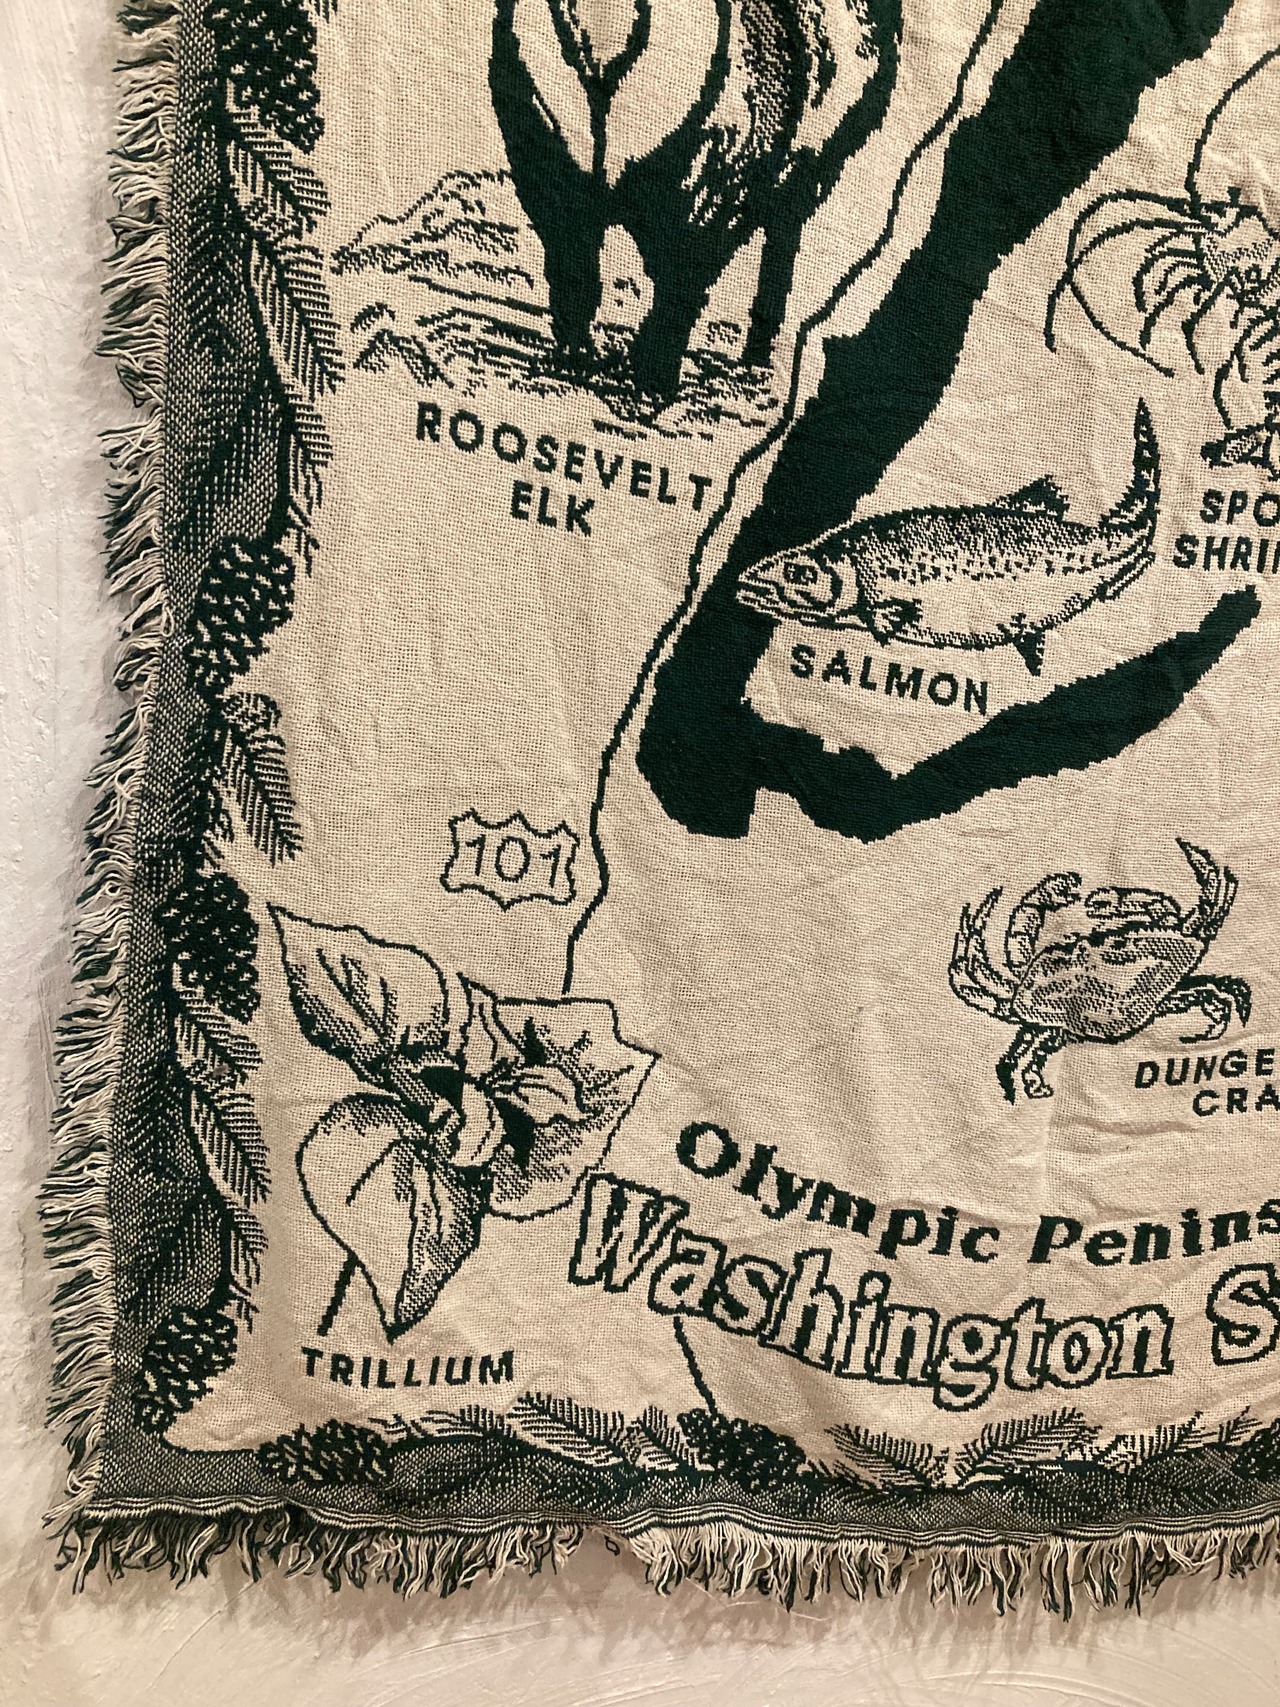 ROOSEVELT
ELK
SPO
SHRI
SALMON
101
DUNGE
CRA
Olympic Penins
Washington S
TRILLIUM